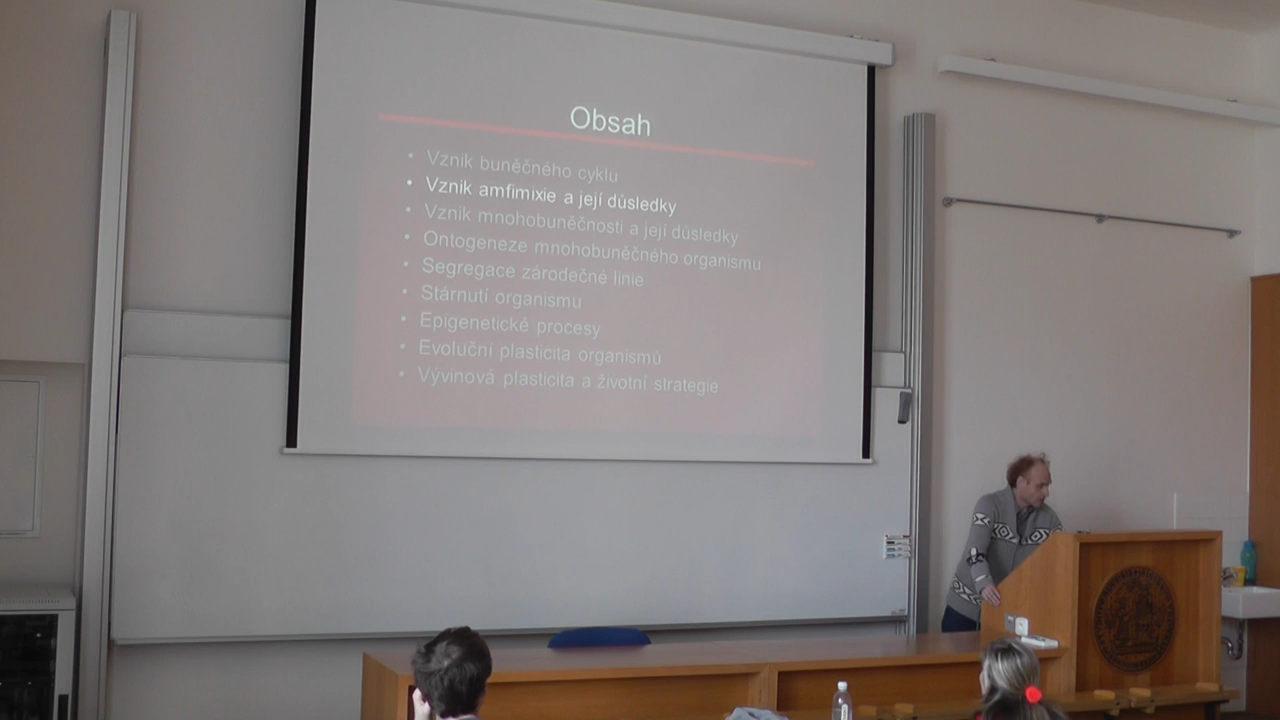 Obsah
• Vznik buněčného cyklu
• Vznik amfimixie a její důsledky
• Vznik mnohobuněčnosti a její důsledky
• Ontogeneze mnohobuněčného organismu
• Segregace zárodečné linie
• Stárnutí organismu
• Epigenetické procesy
• Evoluční plasticita organismů
• Vývinová plasticita a životní strategie